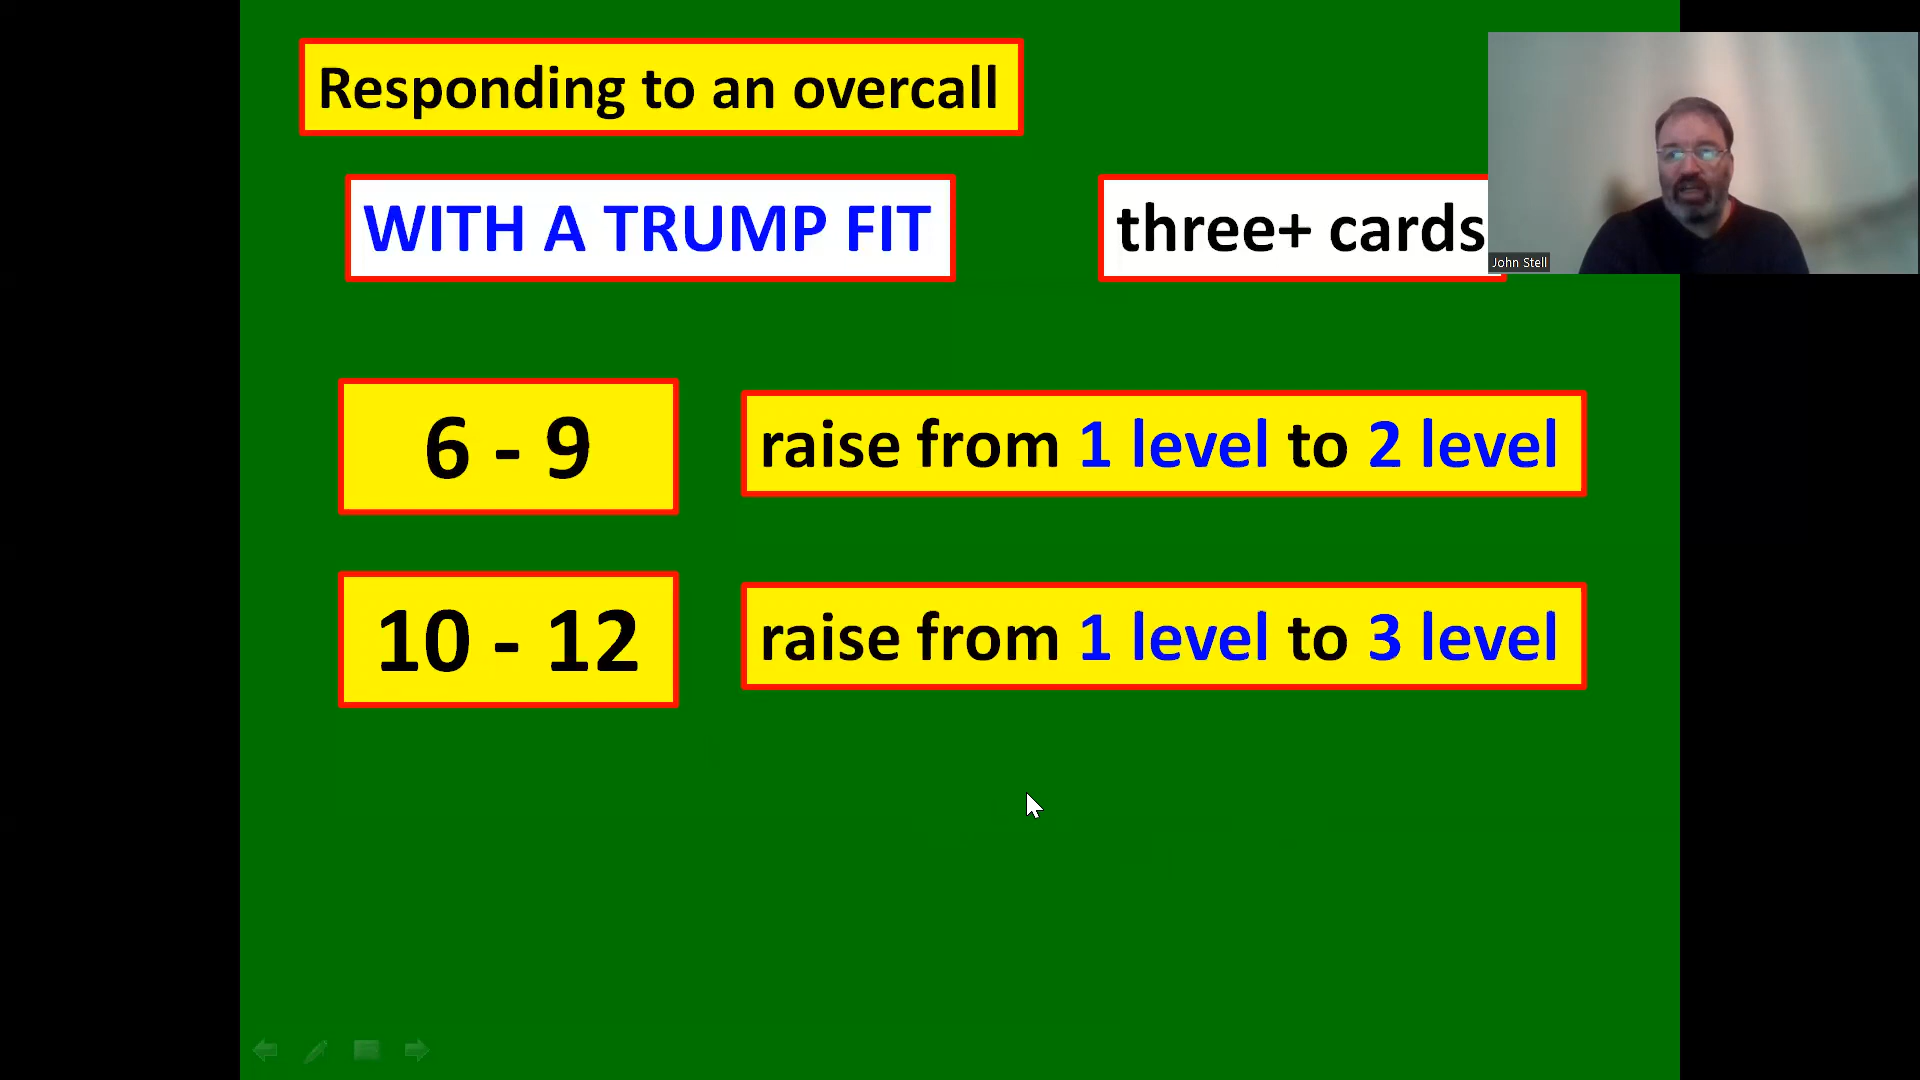 Responding to an overcall
WITH A TRUMP FIT
three+ cards
John Stell
6 - 9
raise from 1 level to 2 level
10 - 12
raise from 1 level to 3 level